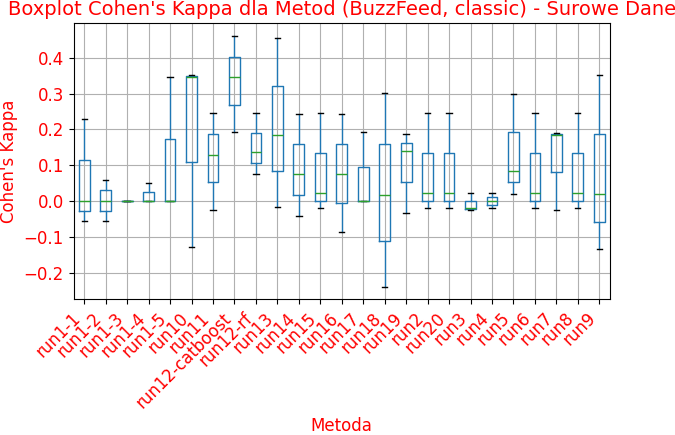 Boxplot Cohen's Kappa dla Metod (BuzzFeed, classic) - Surowe Dane
Cohen's Kappa
0.4
0.3
0.2
0.1
0.0
−0.1
−0.2
run1-1
run1-2
run1-3
run1-4
run1-5
run10
run11
run12-catboost
run12-rf
run13
run14
run15
run16
run17
run18
run19
run2
run20
run3
run4
run5
run6
run7
run8
run9
Metoda